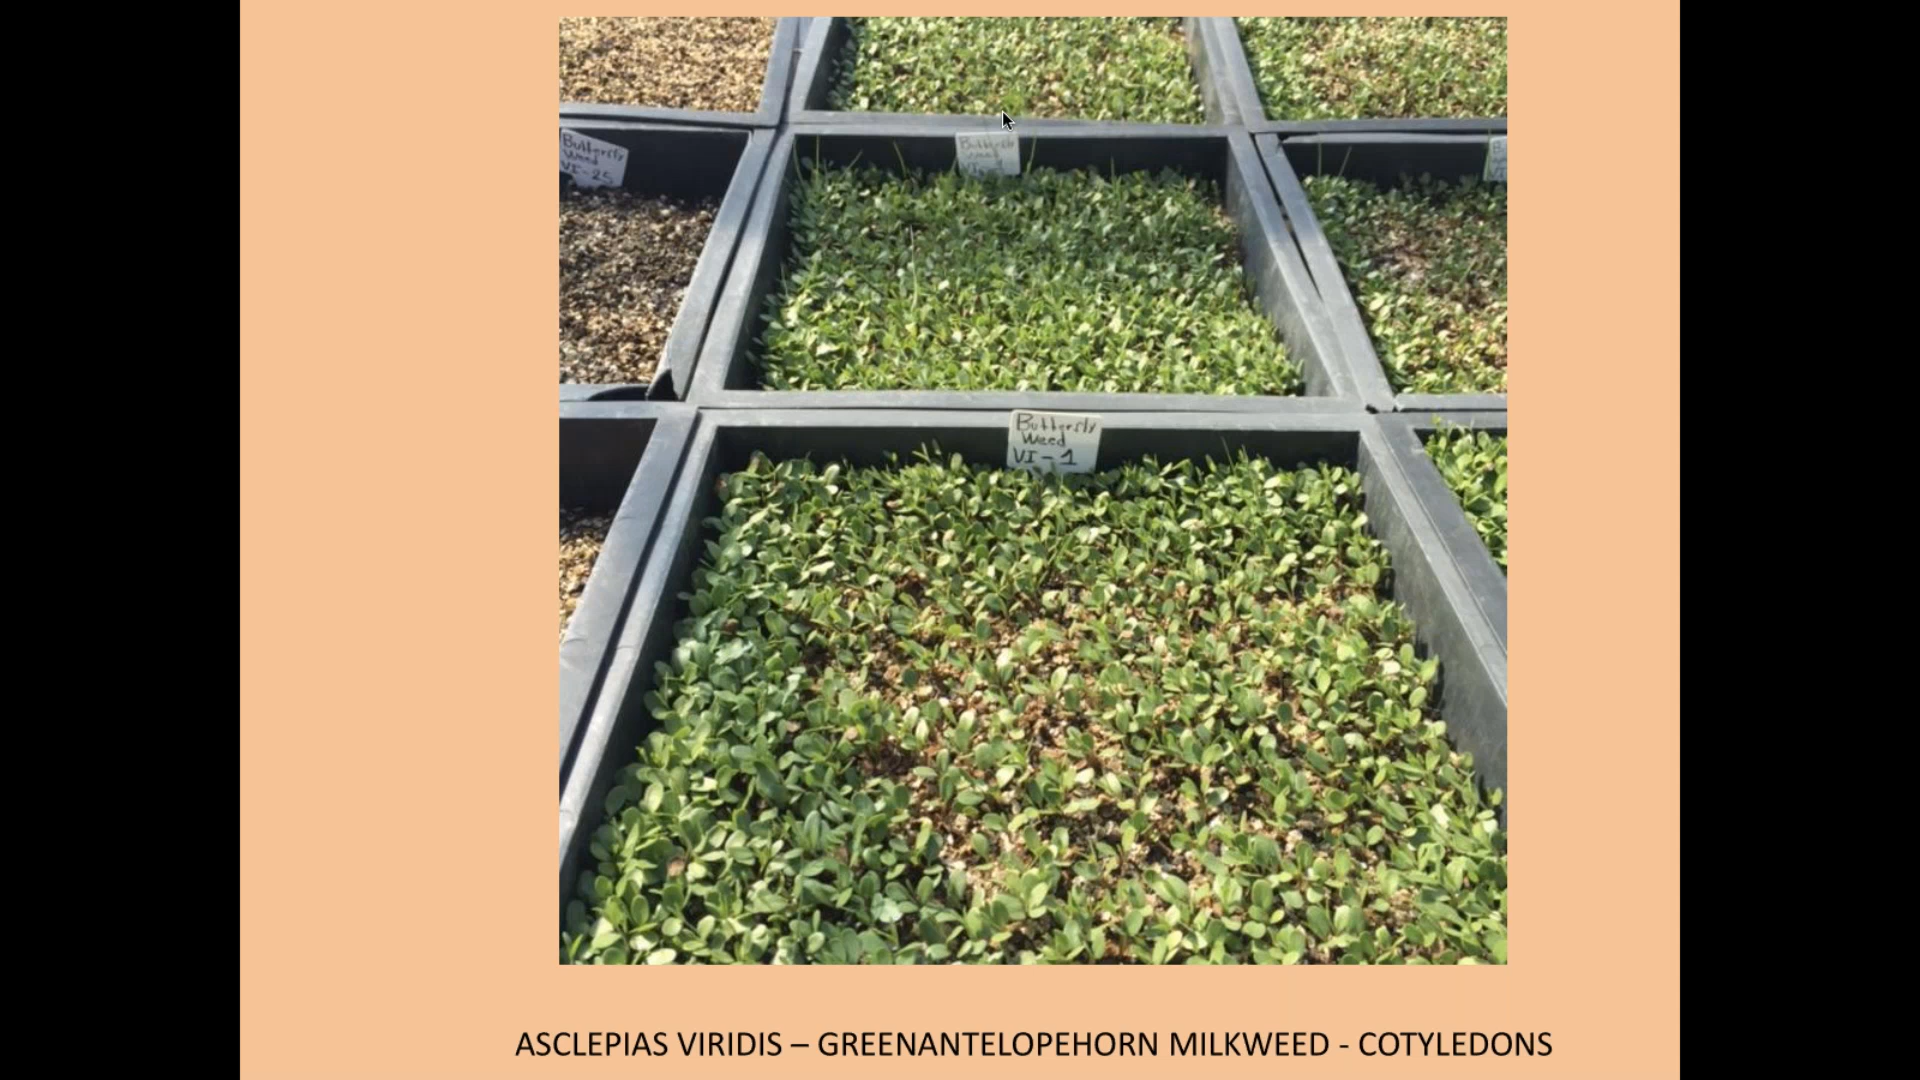 Butterfly
Weed
VI-25
Butterfly
Weed
Butterfly
Weed
VI-1
ASCLEPIAS VIRIDIS – GREENANTELOPEHORN MILKWEED - COTYLEDONS